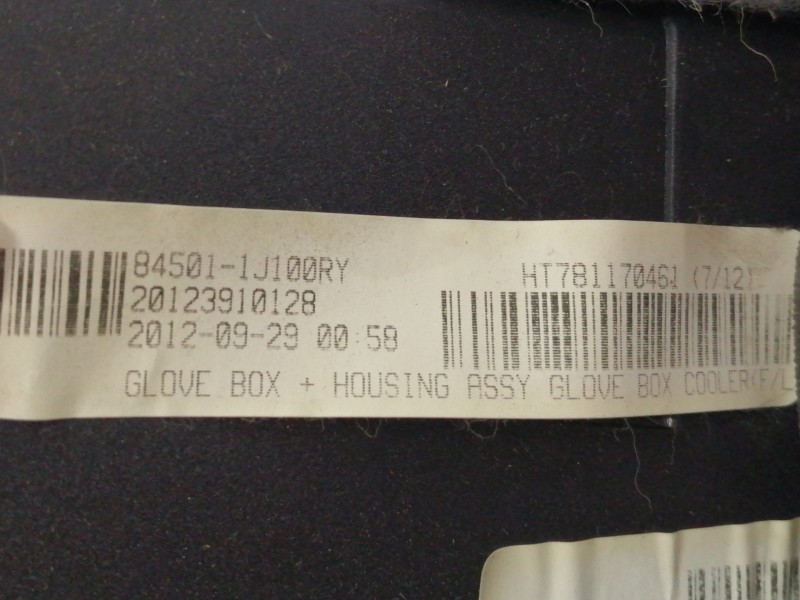 84501-1J100RY
20123910128
2012-09-29 00:58
HT781170461 (7/12)
GLOVE BOX + HOUSING ASSY GLOVE BOX COOLER(F/L